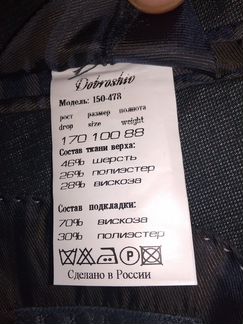 Dobroshiv
Модель: 150-478
рост размер полнота
drop size weight
170 100 88
Состав ткани верха:
46% шерсть
26% полиэстер
28% вискоза
Состав подкладки:
70% вискоза
30% полиэстер
Сделано в России